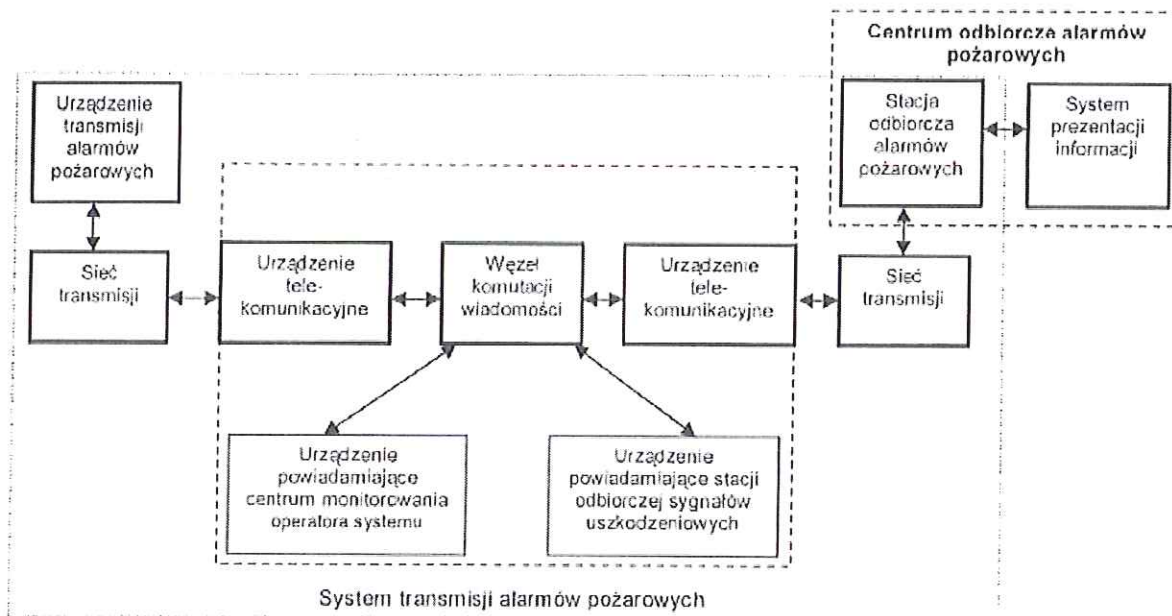 Centrum odbiorcze alarmów
pożarowych
Urządzenie
transmisji
alarmów
pożarowych
Stacja
odbiorcza
alarmów
pożarowych
System
prezentacji
informacji
Sieć
transmisji
Urządzenie
tele-
komunikacyjne
Węzeł
komutacji
wiadomości
Urządzenie
tele-
komunikacyjne
Sieć
transmisji
Urządzenie
powiadamiające
centrum monitorowania
operatora systemu
Urządzenie
powiadamiające stacji
odbiorczej sygnałów
uszkodzeniowych
System transmisji alarmów pożarowych